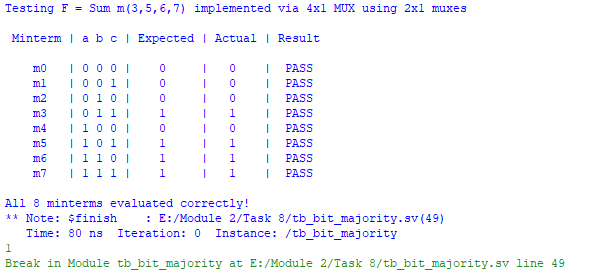 Testing F = Sum m(3,5,6,7) implemented via 4x1 MUX using 2x1 muxes
Minterm | a b c | Expected | Actual | Result
m0 | 0 0 0 | 0 | 0 | PASS
m1 | 0 0 1 | 0 | 0 | PASS
m2 | 0 1 0 | 0 | 0 | PASS
m3 | 0 1 1 | 1 | 1 | PASS
m4 | 1 0 0 | 0 | 0 | PASS
m5 | 1 0 1 | 1 | 1 | PASS
m6 | 1 1 0 | 1 | 1 | PASS
m7 | 1 1 1 | 1 | 1 | PASS
All 8 minterms evaluated correctly!
** Note: $finish : E:/Module 2/Task 8/tb_bit_majority.sv(49)
Time: 80 ns Iteration: 0 Instance: /tb_bit_majority
1
Break in Module tb_bit_majority at E:/Module 2/Task 8/tb_bit_majority.sv line 49